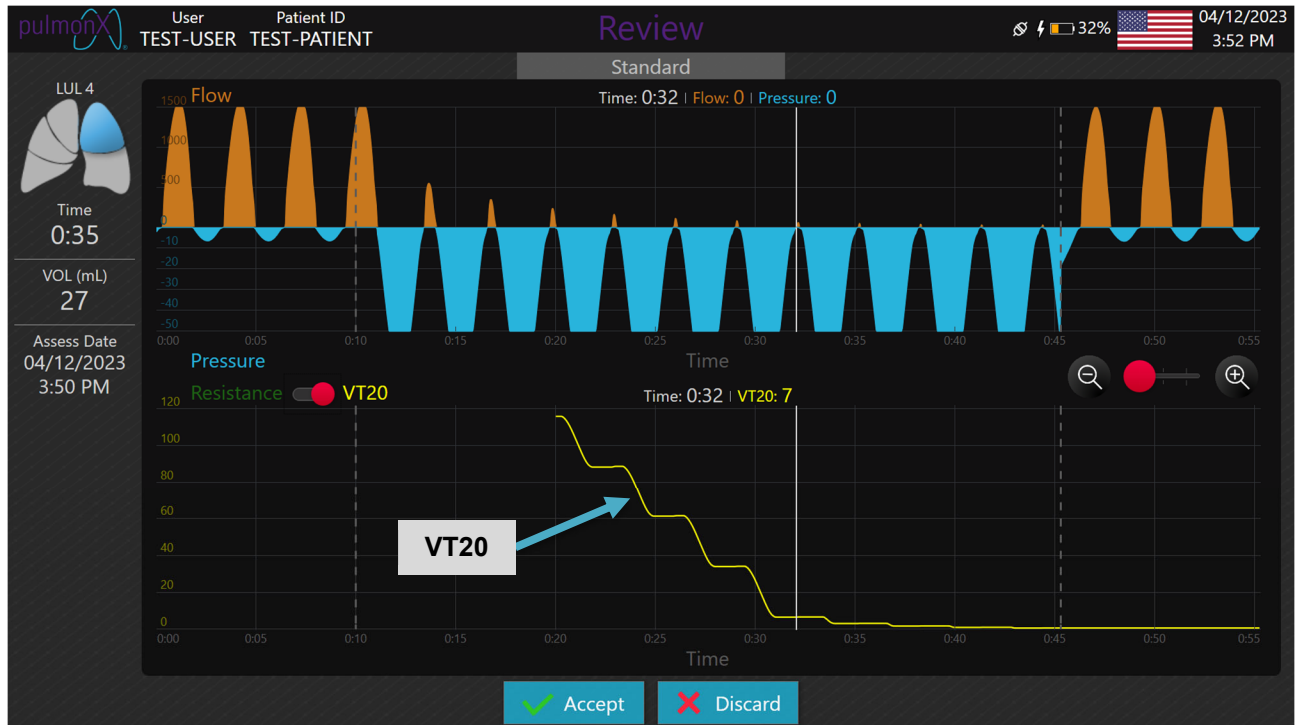 pulmonX
User
TEST-USER
Patient ID
TEST-PATIENT
Review
32%
04/12/2023
3:52 PM
Standard
LUL 4
Time
0:35
VOL (mL)
27
Assess Date
04/12/2023
3:50 PM
Flow
Time: 0:32 | Flow: 0 | Pressure: 0
1500
1000
500
0
-10
-20
-30
-40
-50
0:00 0:05 0:10 0:15 0:20 0:25 0:30 0:35 0:40 0:45 0:50 0:55
Pressure
Time
Resistance VT20
Time: 0:32 | VT20: 7
120
100
80
60
40
20
0
VT20
0:00 0:05 0:10 0:15 0:20 0:25 0:30 0:35 0:40 0:45 0:50 0:55
Time
Accept
Discard